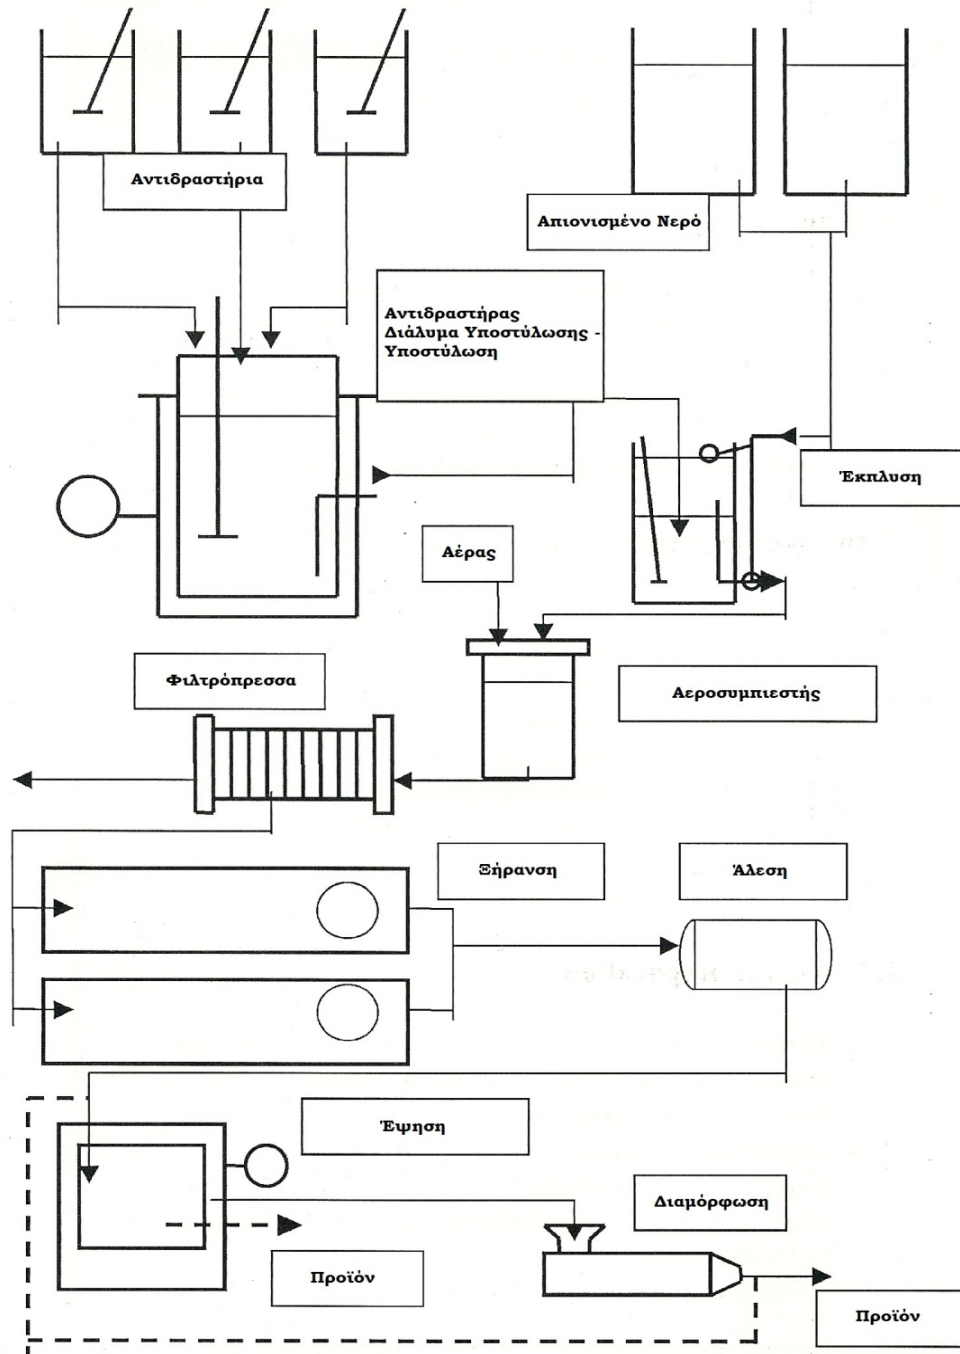 Αντιδραστήρια
Απιονισμένο Νερό
Αντιδραστήρας
Διάλυμα Υποστύλωσης -
Υποστύλωση
Έκπλυση
Αέρας
Φιλτρόπρεσσα
Αεροσυμπιεστής
Ξήρανση
Άλεση
Έψηση
Διαμόρφωση
Προϊόν
Προϊόν